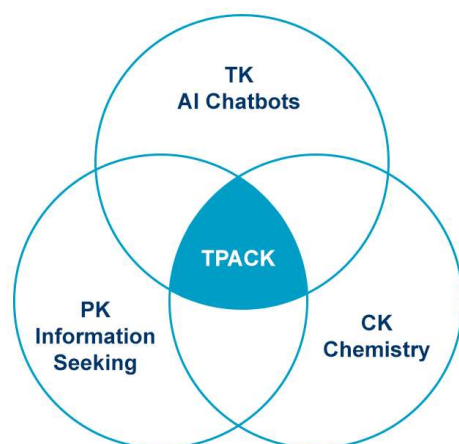 TK
AI Chatbots
TPACK
PK
Information
Seeking
CK
Chemistry